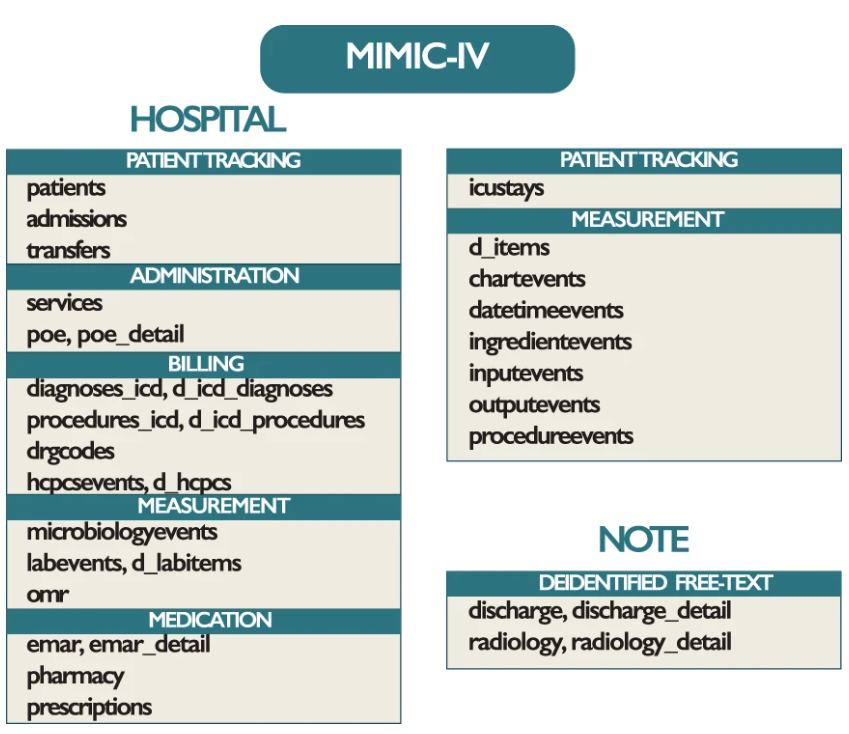 MIMIC-IV
HOSPITAL
PATIENT TRACKING
patients
admissions
transfers
ADMINISTRATION
services
poe, poe_detail
BILLING
diagnoses_icd, d_icd_diagnoses
procedures_icd, d_icd_procedures
drgcodes
hcpcsevents, d_hcpcs
MEASUREMENT
microbiologyevents
labevents, d_labitems
omr
MEDICATION
emar, emar_detail
pharmacy
prescriptions
PATIENT TRACKING
icustays
MEASUREMENT
d_items
chartevents
datetimeevents
ingredientevents
inputevents
outputevents
procedureevents
NOTE
DEIDENTIFIED FREE-TEXT
discharge, discharge_detail
radiology, radiology_detail